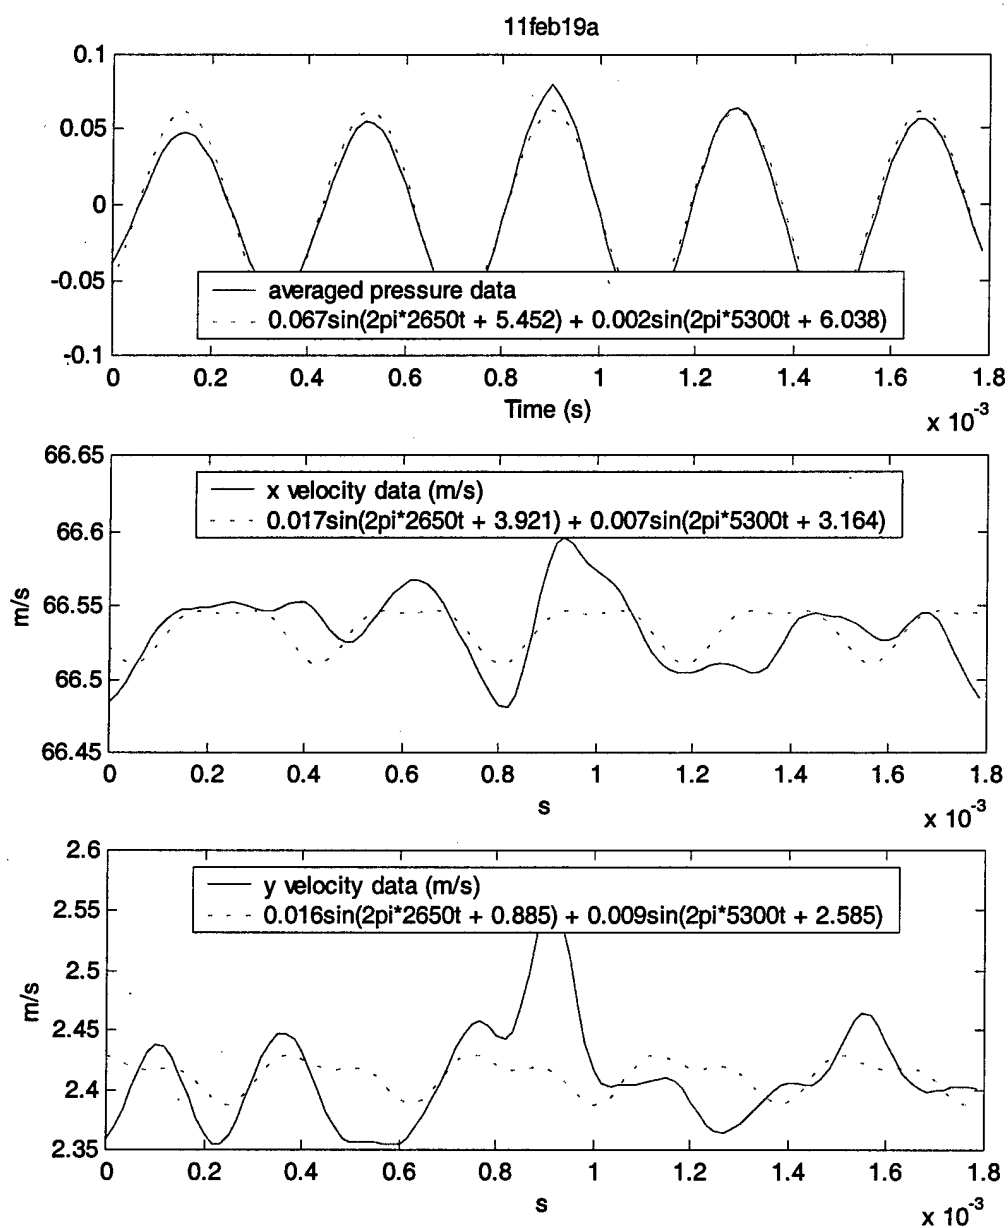 11feb19a
0.1
0.05
0
-0.05
-0.1
averaged pressure data
0.067sin(2pi*2650t + 5.452) + 0.002sin(2pi*5300t + 6.038)
0 0.2 0.4 0.6 0.8 1 1.2 1.4 1.6 1.8
Time (s)
x 10-3
66.65
66.6
66.55
66.5
66.45
m/s
x velocity data (m/s)
0.017sin(2pi*2650t + 3.921) + 0.007sin(2pi*5300t + 3.164)
0 0.2 0.4 0.6 0.8 1 1.2 1.4 1.6 1.8
s
x 10-3
2.6
2.55
2.5
2.45
2.4
2.35
m/s
y velocity data (m/s)
0.016sin(2pi*2650t + 0.885) + 0.009sin(2pi*5300t + 2.585)
0 0.2 0.4 0.6 0.8 1 1.2 1.4 1.6 1.8
s
x 10-3